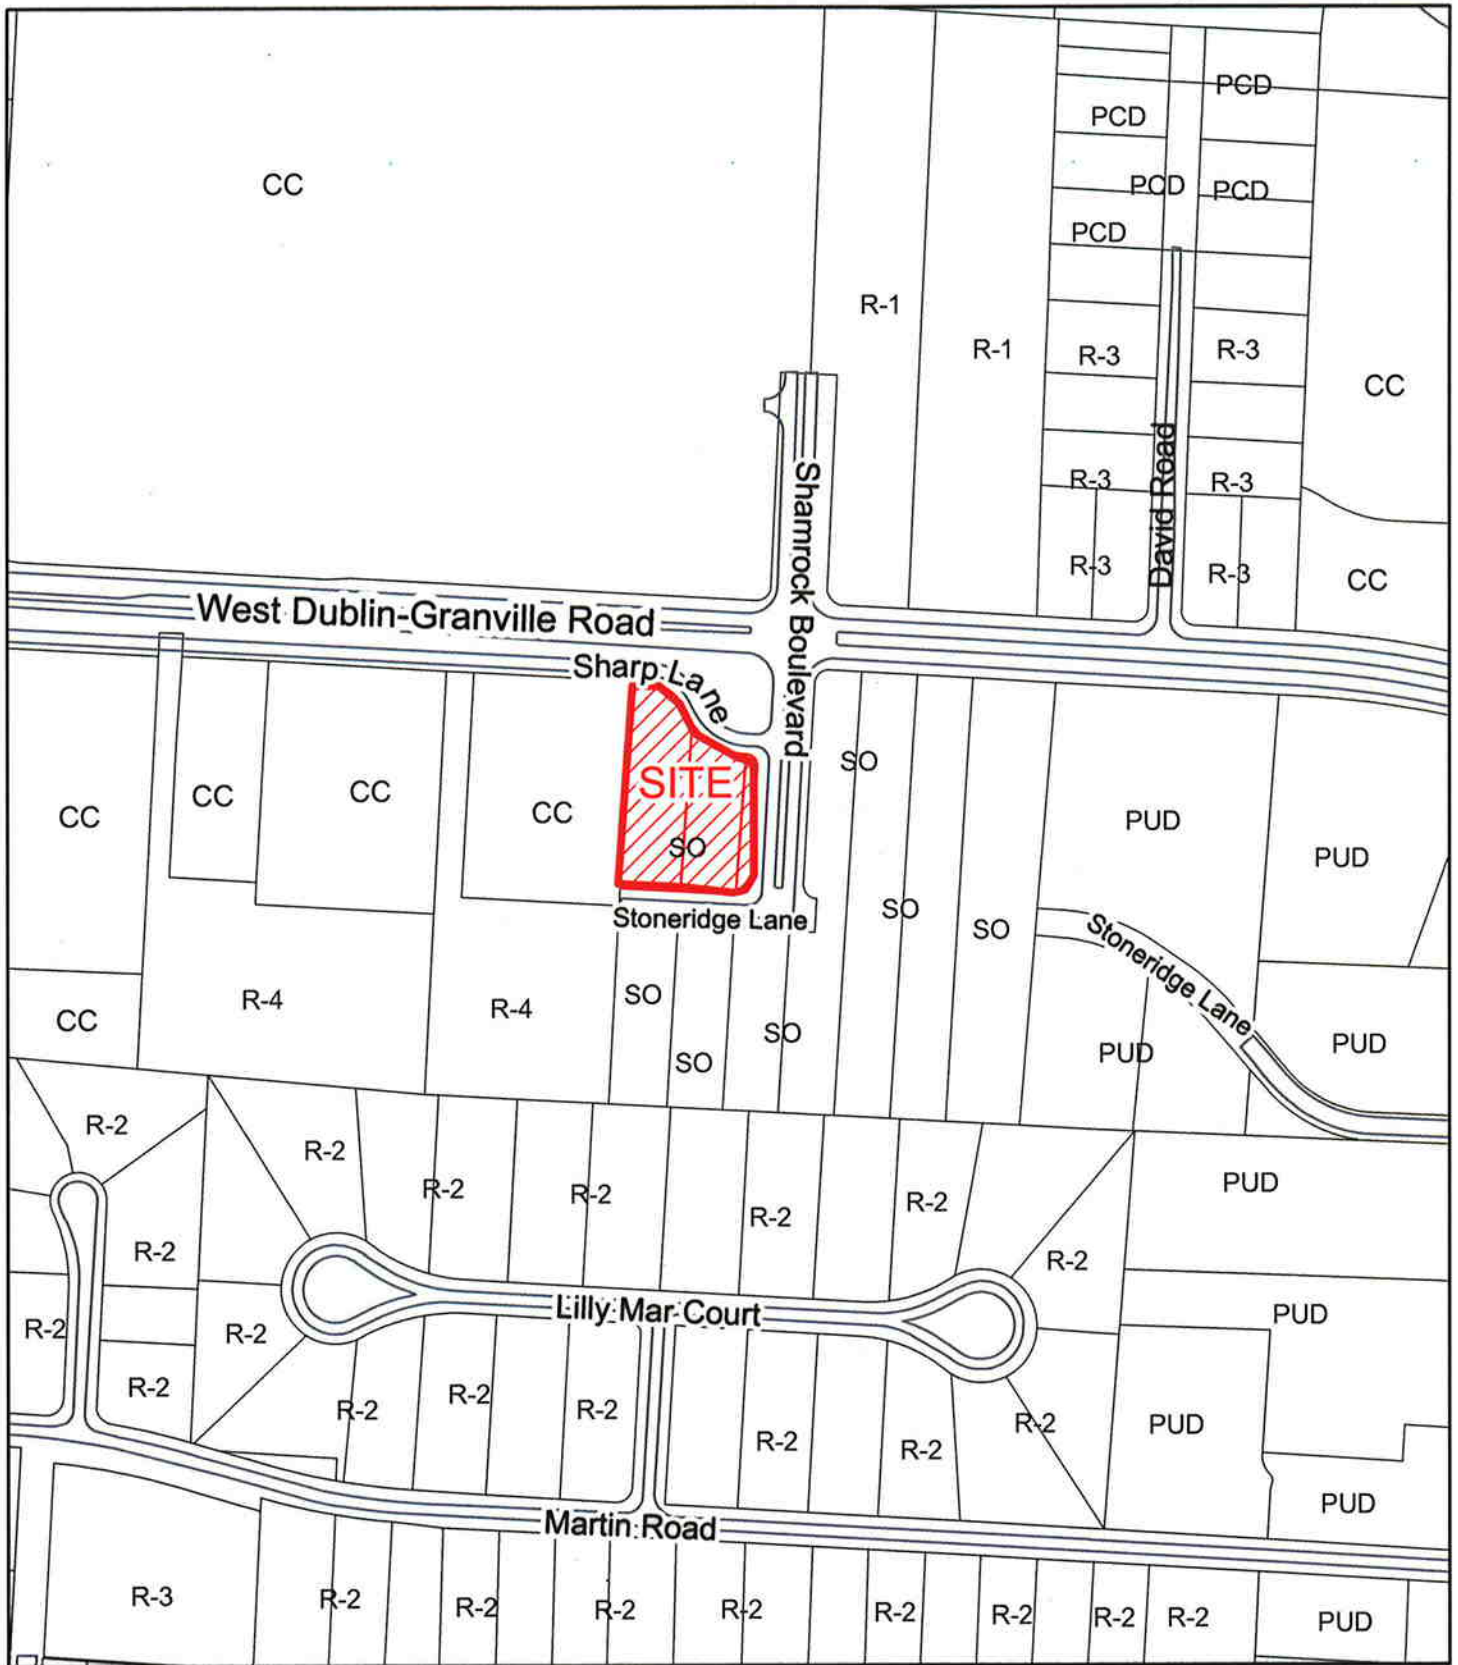 PCD
PCD
CC
PCD
PCD
PCD
R-1
R-1
R-3
R-3
CC
R-3
R-3
David Road
Shamrock Boulevard
R-3
R-3
CC
West Dublin-Granville Road
Sharp Lane
SO
SITE
CC
CC
CC
CC
PUD
SO
PUD
SO
Stoneridge Lane
SO
Stoneridge Lane
SO
R-4
R-4
CC
SO
PUD
PUD
SO
R-2
R-2
R-2
R-2
R-2
R-2
PUD
R-2
R-2
Lilly Mar Court
PUD
R-2
R-2
R-2
R-2
R-2
R-2
R-2
R-2
R-2
PUD
PUD
Martin Road
R-3
R-2
R-2
R-2
R-2
R-2
R-2
R-2
R-2
PUD